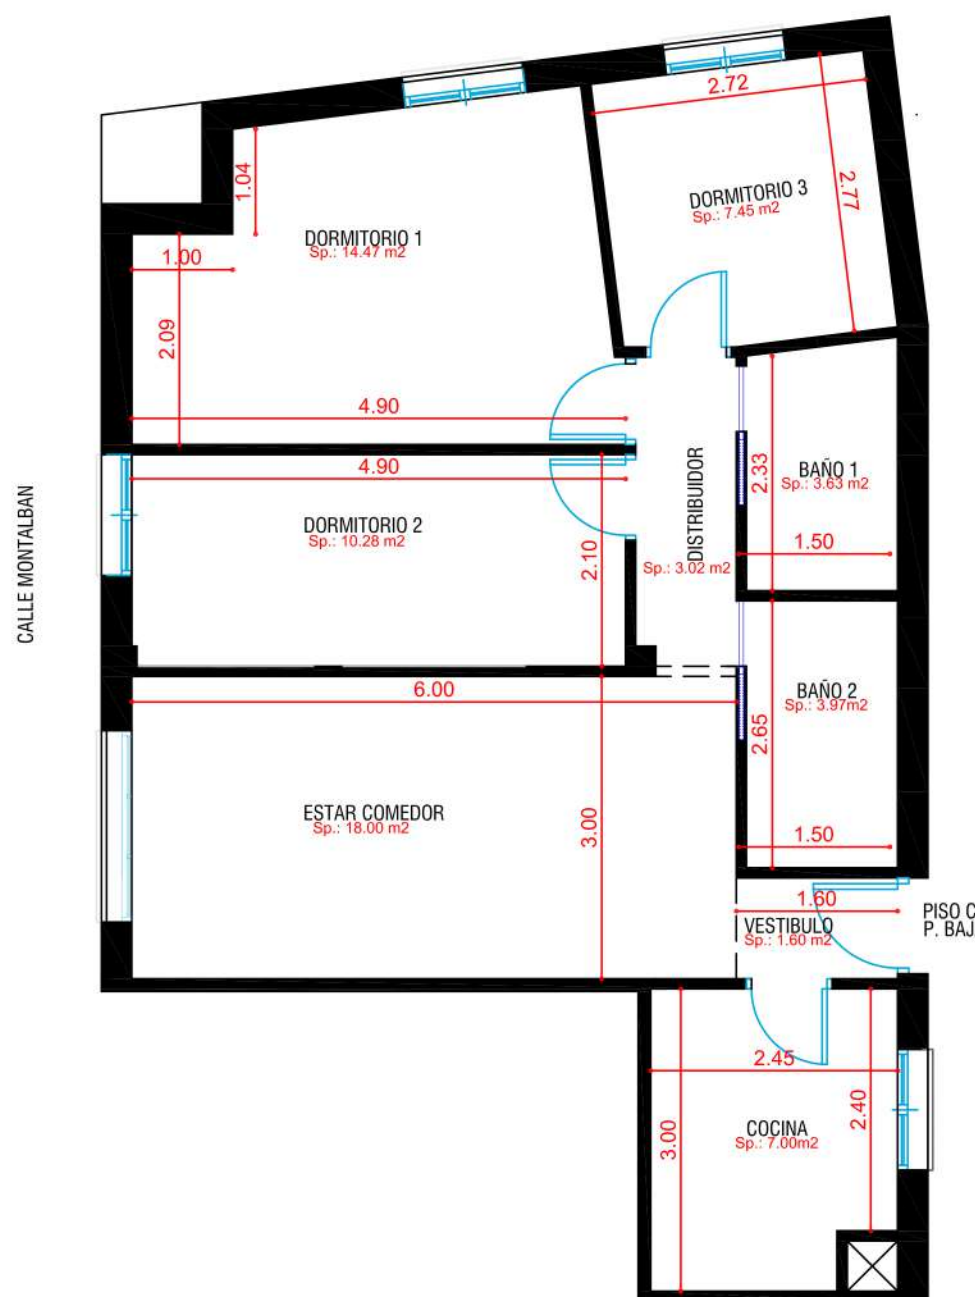 2.72
2.77
DORMITORIO 3
Sp.: 7.45 m2
1.04
DORMITORIO 1
Sp.: 14.47 m2
1.00
2.09
4.90
4.90
DORMITORIO 2
Sp.: 10.28 m2
2.10
DISTRIBUIDOR
Sp.: 3.02 m2
2.33
BAÑO 1
Sp.: 3.63 m2
1.50
CALLE MONTALBAN
6.00
BAÑO 2
Sp.: 3.97m2
2.65
1.50
ESTAR COMEDOR
Sp.: 18.00 m2
3.00
1.60
VESTIBULO
Sp.: 1.60 m2
PISO C
P. BAJ
2.45
3.00
2.40
COCINA
Sp.: 7.00m2